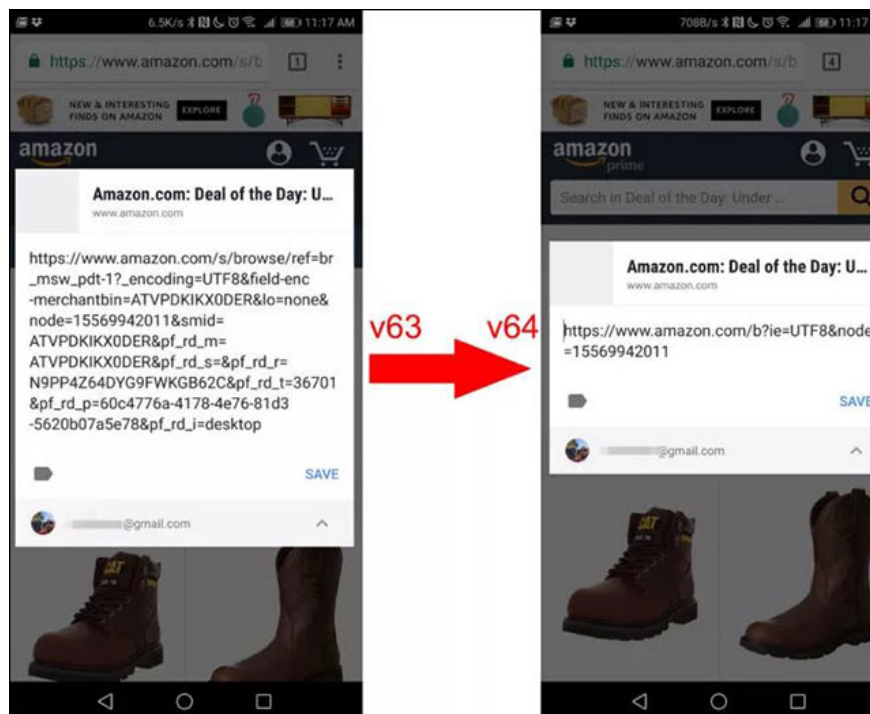 6.5K/s 11:17 AM
https://www.amazon.com/s/b 1
NEW & INTERESTING
FINDS ON AMAZON
EXPLORE
amazon
Amazon.com: Deal of the Day: U...
www.amazon.com
https://www.amazon.com/s/browse/ref=br
_msw_pdt-1?_encoding=UTF8&field-enc
-merchantbin=ATVPDKIKX0DER&lo=none&
node=15569942011&smid=
ATVPDKIKX0DER&pf_rd_m=
ATVPDKIKX0DER&pf_rd_s=&pf_rd_r=
N9PP4Z64DYG9FWKGB62C&pf_rd_t=36701
&pf_rd_p=60c4776a-4178-4e76-81d3
-5620b07a5e78&pf_rd_i=desktop
SAVE
@gmail.com
CAT
v63
v64
708B/s 11:17
https://www.amazon.com/s/b 4
NEW & INTERESTING
FINDS ON AMAZON
EXPLORE
amazon
prime
Search in Deal of the Day: Under ...
Amazon.com: Deal of the Day: U...
www.amazon.com
https://www.amazon.com/b?ie=UTF8&node
=15569942011
SAVE
@gmail.com
CAT